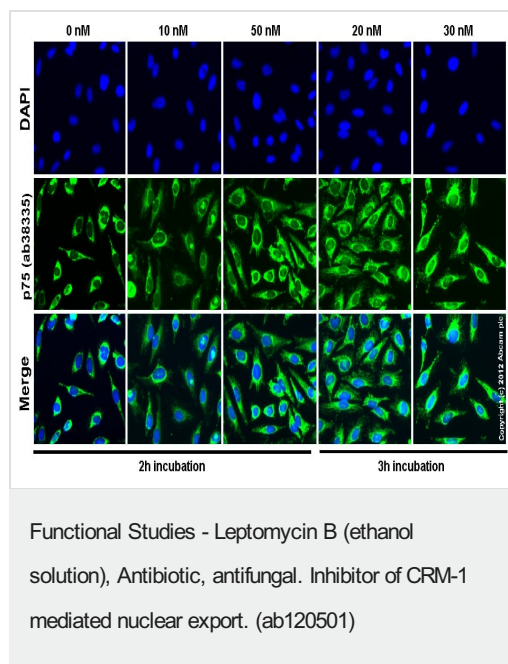 0 nM 10 nM 50 nM 20 nM 30 nM
DAPI
p75 (ab38335)
Merge
Copyright (c) 2012 Abcam plc
2h incubation 3h incubation
Functional Studies - Leptomycin B (ethanol
solution), Antibiotic, antifungal. Inhibitor of CRM-1
mediated nuclear export. (ab120501)